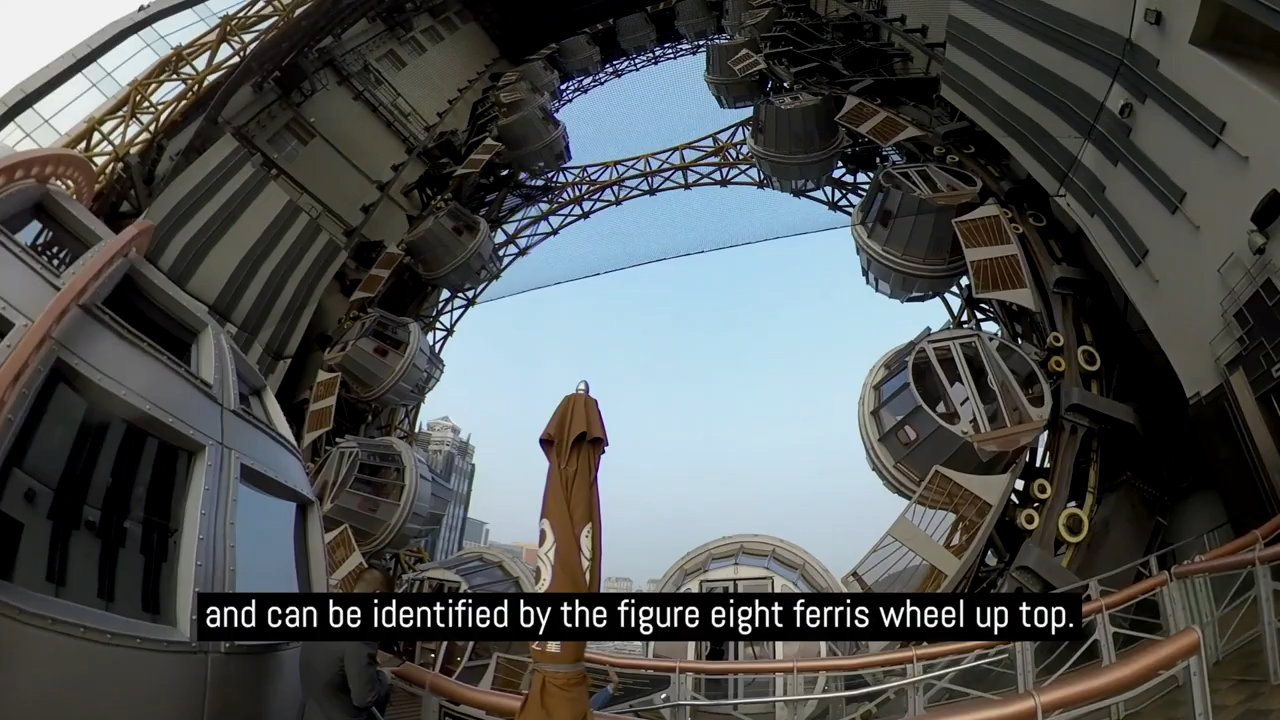 and can be identified by the figure eight ferris wheel up top.